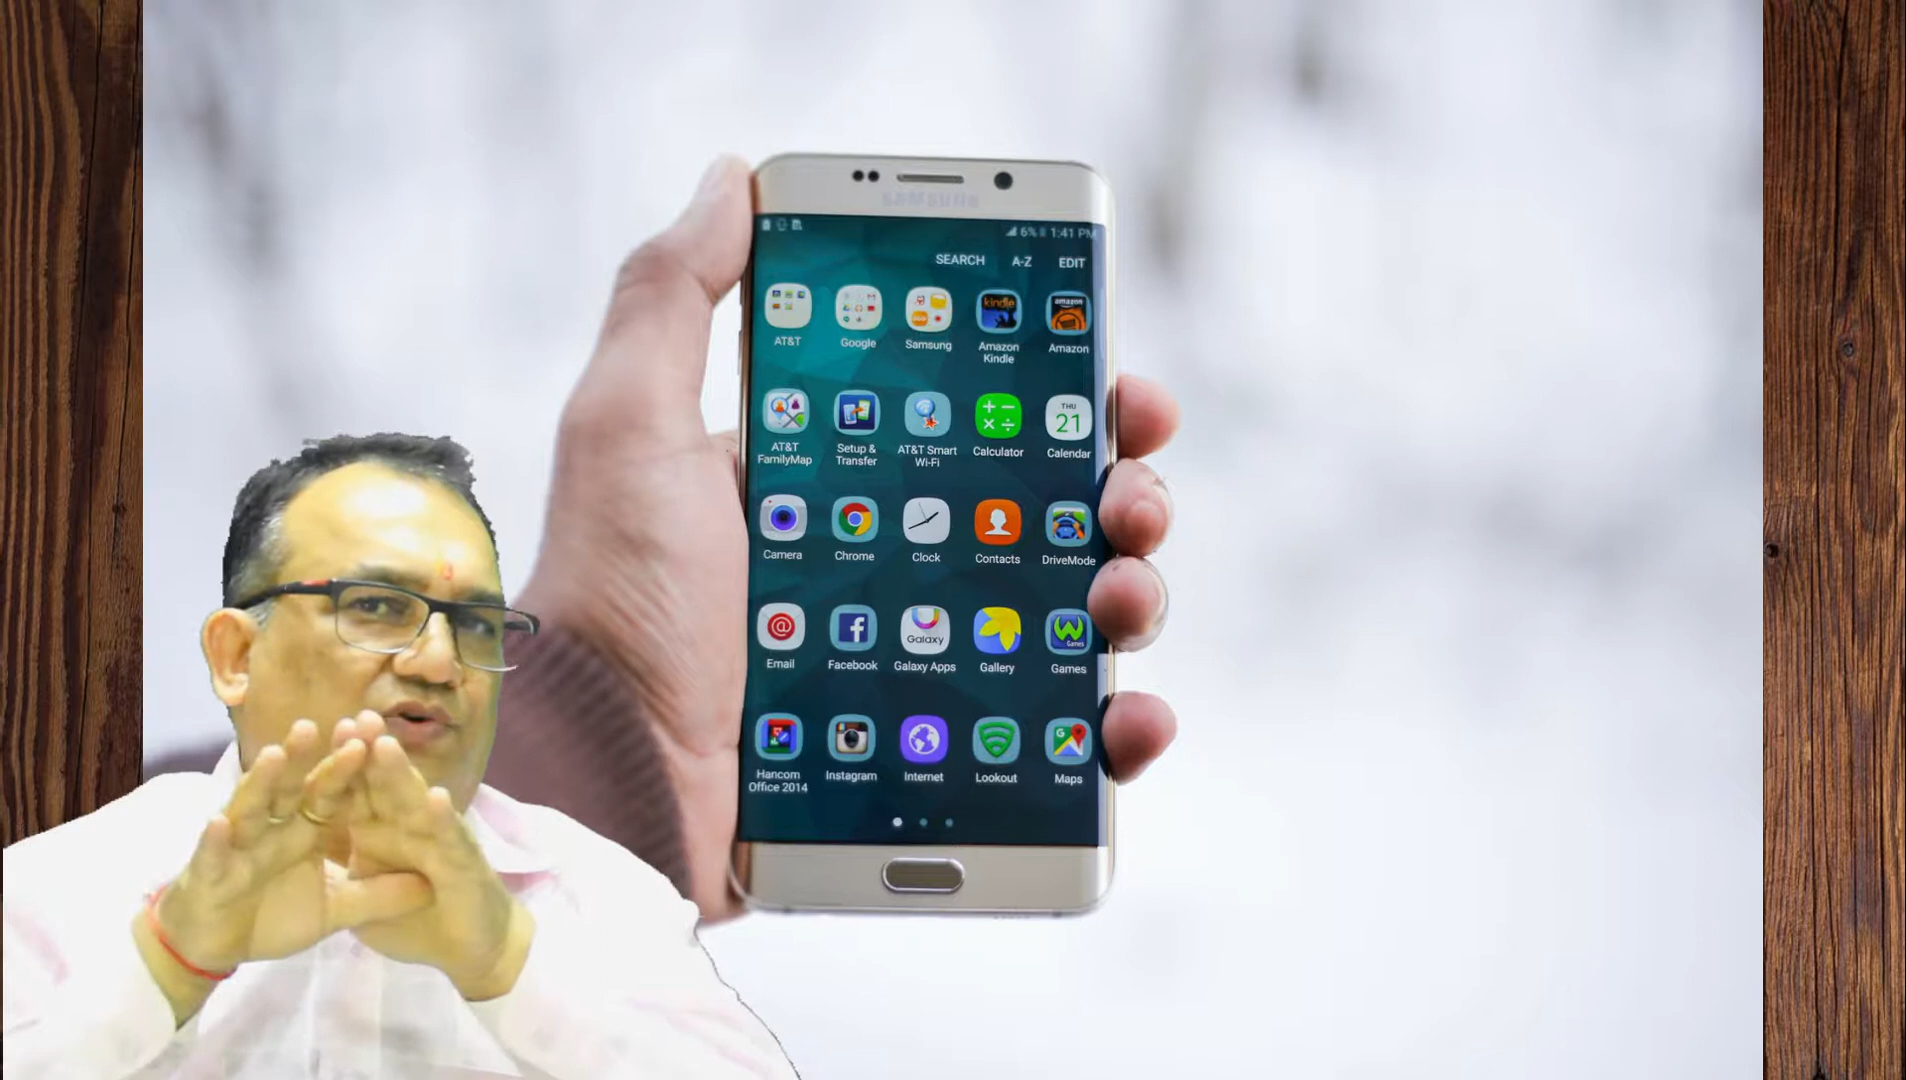 SAMSUNG
6% 1:41 PM
SEARCH A-Z EDIT
kindle
amazon
AT&T
Google
Samsung
Amazon
Kindle
Amazon
THU
21
AT&T
FamilyMap
Setup &
Transfer
AT&T Smart
Wi-Fi
Calculator
Calendar
Camera
Chrome
Clock
Contacts
DriveMode
@
f
Galaxy
W
Games
Email
Facebook
Galaxy Apps
Gallery
Games
G
Hancom
Office 2014
Instagram
Internet
Lookout
Maps